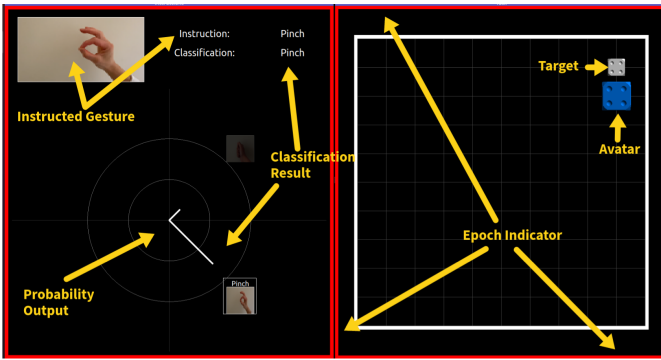 Instruction: Pinch
Classification: Pinch
Instructed Gesture
Classification
Result
Probability
Output
Pinch
Target
Avatar
Epoch Indicator